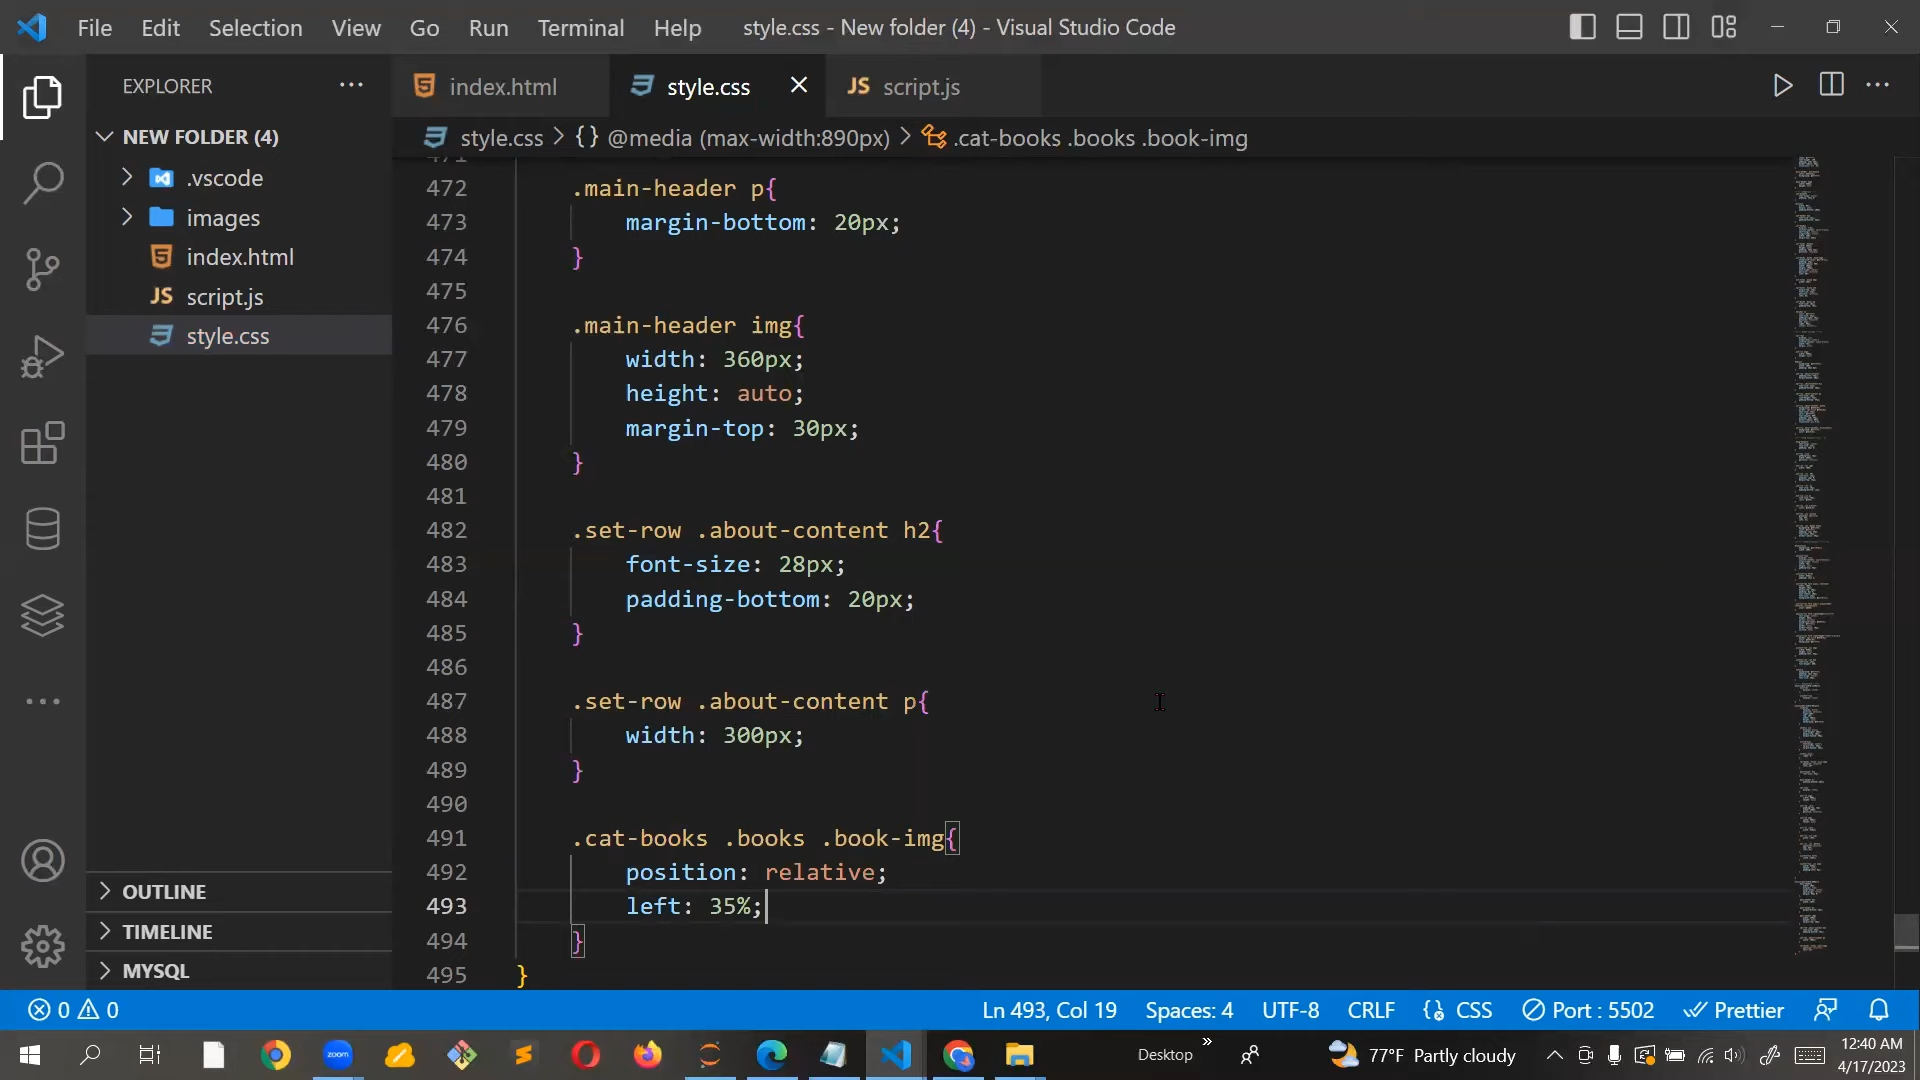 File Edit Selection View Go Run Terminal Help style.css - New folder (4) - Visual Studio Code
EXPLORER
index.html
style.css
JS script.js
NEW FOLDER (4)
style.css > {} @media (max-width:890px) > .cat-books .books .book-img
.vscode
images
index.html
JS script.js
style.css
472 .main-header p{
473 margin-bottom: 20px;
474 }
475
476 .main-header img{
477 width: 360px;
478 height: auto;
479 margin-top: 30px;
480 }
481
482 .set-row .about-content h2{
483 font-size: 28px;
484 padding-bottom: 20px;
485 }
486
487 .set-row .about-content p{
488 width: 300px;
489 }
490
491 .cat-books .books .book-img{
492 position: relative;
493 left: 35%;
494 }
495 }
OUTLINE
TIMELINE
MYSQL
0 0 Ln 493, Col 19 Spaces: 4 UTF-8 CRLF {} CSS Port : 5502 Prettier
zoom
Desktop
77°F Partly cloudy
12:40 AM
4/17/2023